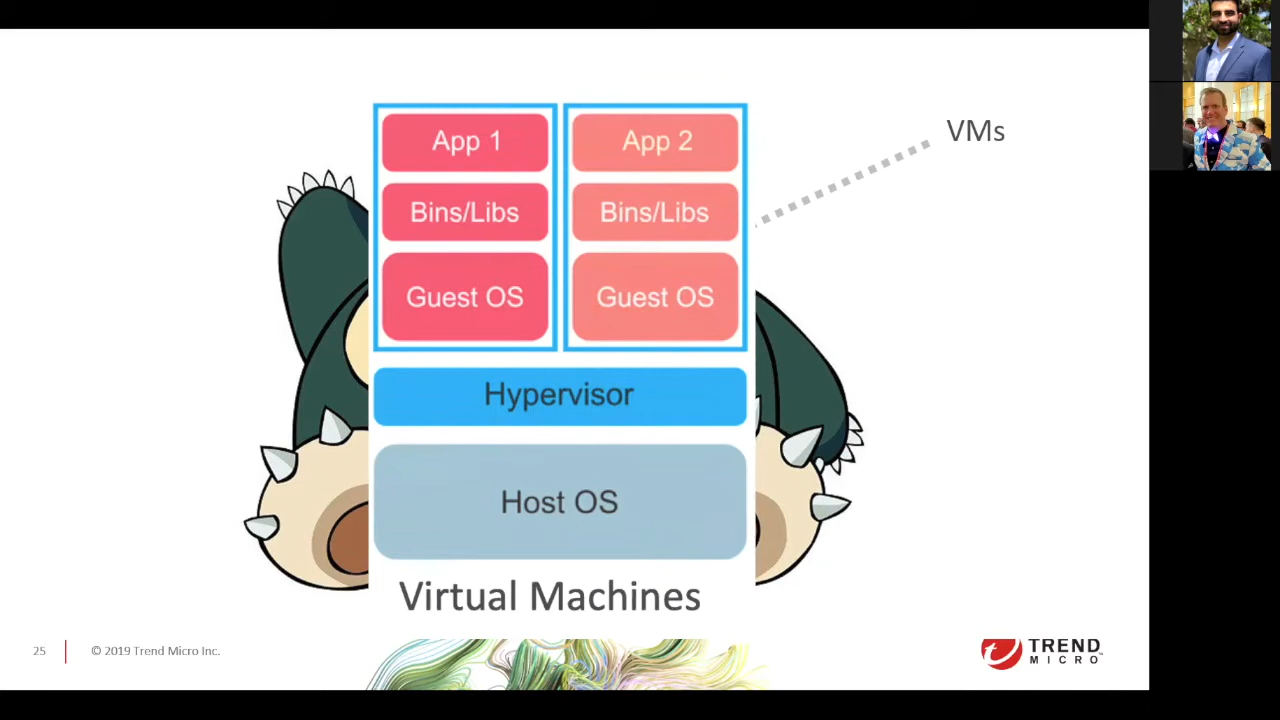 App 1
App 2
VMs
Bins/Libs
Bins/Libs
Guest OS
Guest OS
Hypervisor
Host OS
Virtual Machines
25
© 2019 Trend Micro Inc.
TREND
MICRO™